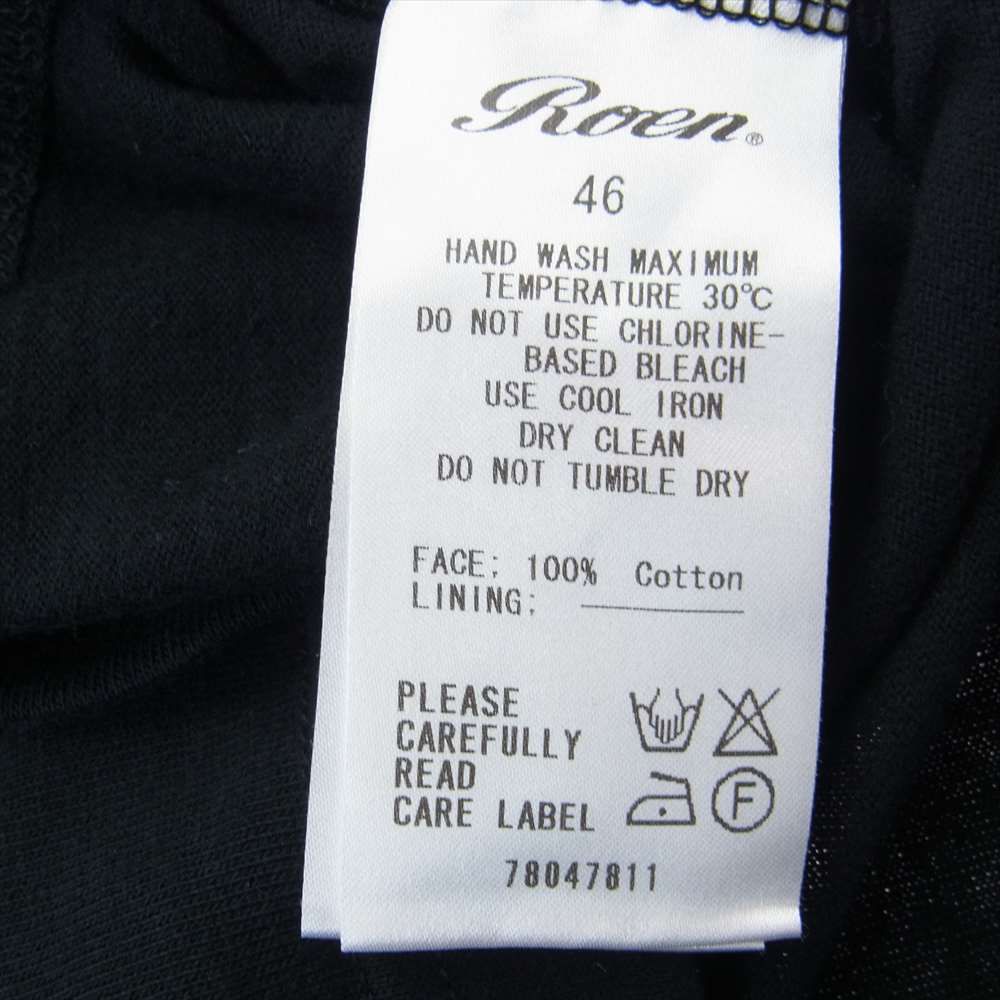 Roen®
46
HAND WASH MAXIMUM
TEMPERATURE 30℃
DO NOT USE CHLORINE-
BASED BLEACH
USE COOL IRON
DRY CLEAN
DO NOT TUMBLE DRY
FACE: 100% Cotton
LINING:
PLEASE
CAREFULLY
READ
CARE LABEL
F
78047811